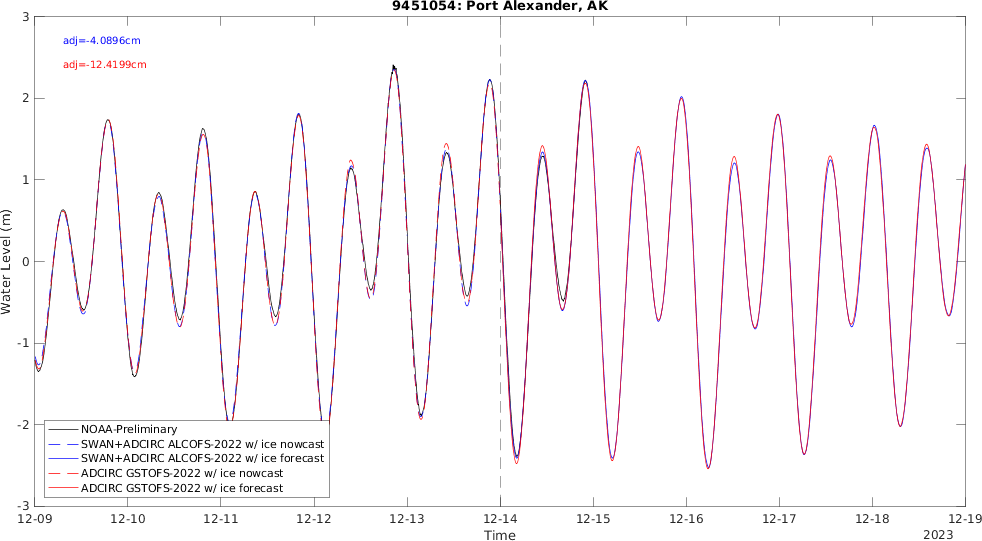 9451054: Port Alexander, AK
adj=-4.0896cm
adj=-12.4199cm
3
2
1
0
-1
-2
-3
Water Level (m)
NOAA-Preliminary
SWAN+ADCIRC ALCOFS-2022 w/ ice nowcast
SWAN+ADCIRC ALCOFS-2022 w/ ice forecast
ADCIRC GSTOFS-2022 w/ ice nowcast
ADCIRC GSTOFS-2022 w/ ice forecast
12-09 12-10 12-11 12-12 12-13 12-14 12-15 12-16 12-17 12-18 12-19
Time
2023